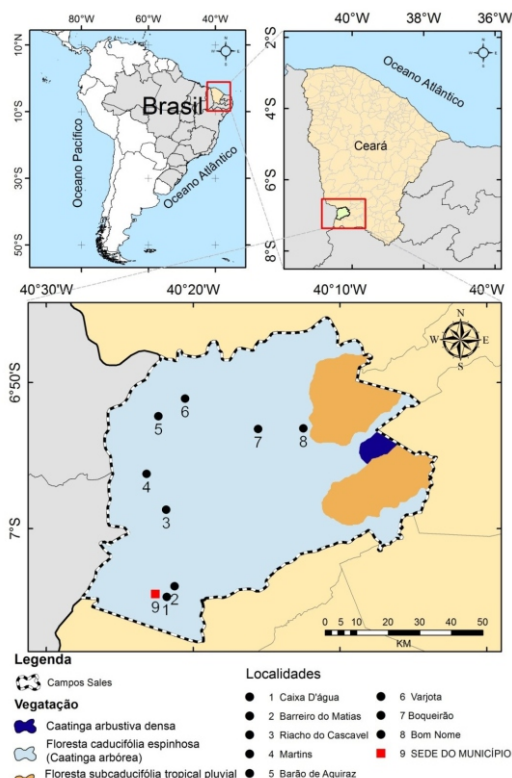 80°W 60°W 40°W
10°N
10°S
30°S
50°S
Brasil
Oceano Pacífico
Oceano Atlântico
40°W 38°W 36°W
2°S
4°S
6°S
8°S
Oceano Atlântico
Ceará
40°30'W 40°20'W 40°10'W 40°W
6°50'S
7°S
N
W E
S
6
5
7 8
4
3
2
9 1
0 5 10 20 30 40 50
KM
Legenda
Campos Sales
Vegatação
Caatinga arbustiva densa
Floresta caducifólia espinhosa
(Caatinga arbórea)
Floresta subcaducifólia tropical pluvial
Localidades
1 Caixa D'água
2 Barreiro do Matias
3 Riacho do Cascavel
4 Martins
5 Barão de Aquiraz
6 Varjota
7 Boqueirão
8 Bom Nome
9 SEDE DO MUNICÍPIO